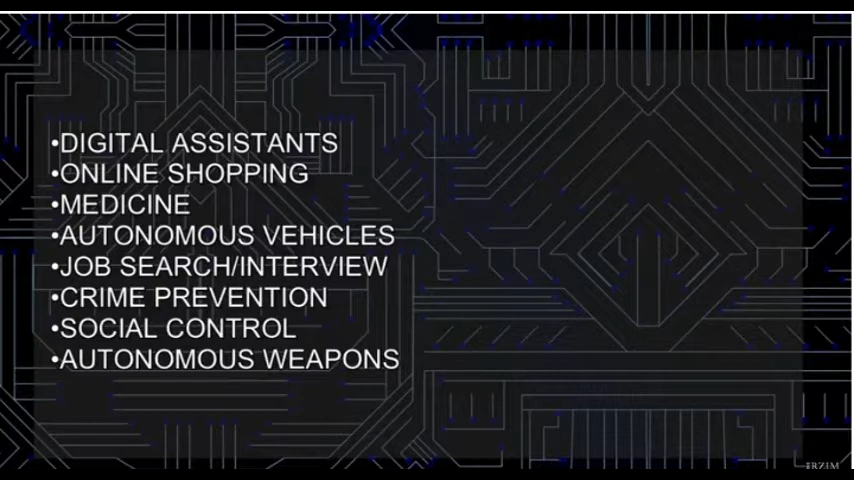 •DIGITAL ASSISTANTS
•ONLINE SHOPPING
•MEDICINE
•AUTONOMOUS VEHICLES
•JOB SEARCH/INTERVIEW
•CRIME PREVENTION
•SOCIAL CONTROL
•AUTONOMOUS WEAPONS